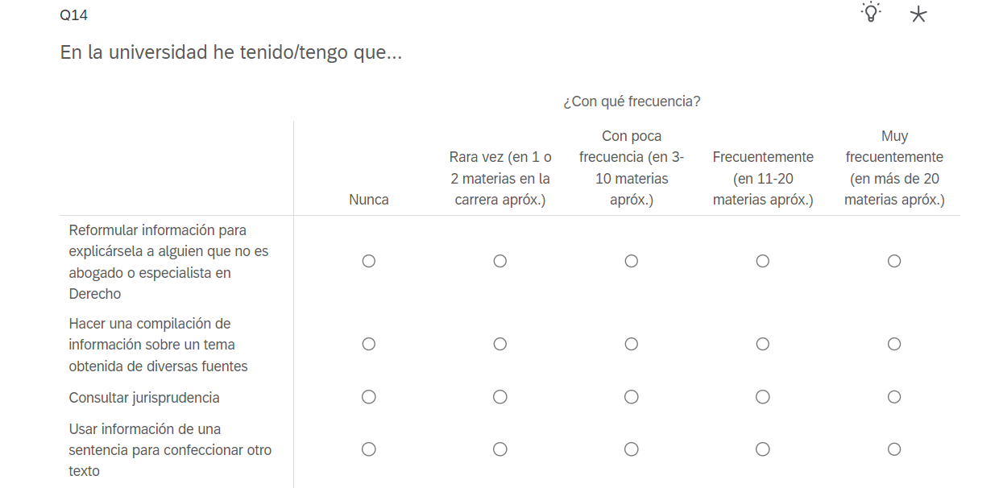 Q14
En la universidad he tenido/tengo que...
¿Con qué frecuencia?
Nunca
Rara vez (en 1 o
2 materias en la
carrera apróx.)
Con poca
frecuencia (en 3-
10 materias
apróx.)
Frecuentemente
(en 11-20
materias apróx.)
Muy
frecuentemente
(en más de 20
materias apróx.)
Reformular información para
explicársela a alguien que no es
abogado o especialista en
Derecho
Hacer una compilación de
información sobre un tema
obtenida de diversas fuentes
Consultar jurisprudencia
Usar información de una
sentencia para confeccionar otro
texto